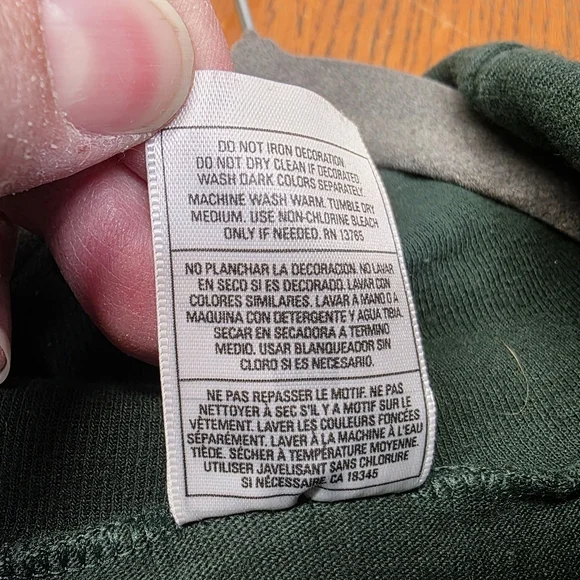 DO NOT IRON DECORATION.
DO NOT DRY CLEAN IF DECORATED
WASH DARK COLORS SEPARATELY
MACHINE WASH WARM. TUMBLE DRY
MEDIUM. USE NON-CHLORINE BLEACH
ONLY IF NEEDED. RN 13765
NO PLANCHAR LA DECORACION. NO LAVAR
EN SECO SI ES DECORADO. LAVAR CON
COLORES SIMILARES. LAVAR A MANO O A
MAQUINA CON DETERGENTE Y AGUA TIBIA.
SECAR EN SECADORA A TERMINO
MEDIO. USAR BLANQUEADOR SIN
CLORO SI ES NECESARIO.
NE PAS REPASSER LE MOTIF. NE PAS
NETTOYER À SEC S'IL Y A MOTIF SUR LE
VÊTEMENT. LAVER LES COULEURS FONCÉES
SÉPARÉMENT. LAVER À LA MACHINE À L'EAU
TIÈDE. SÉCHER À TEMPÉRATURE MOYENNE.
UTILISER JAVELISANT SANS CHLORURE
SI NÉCESSAIRE. CA 18345